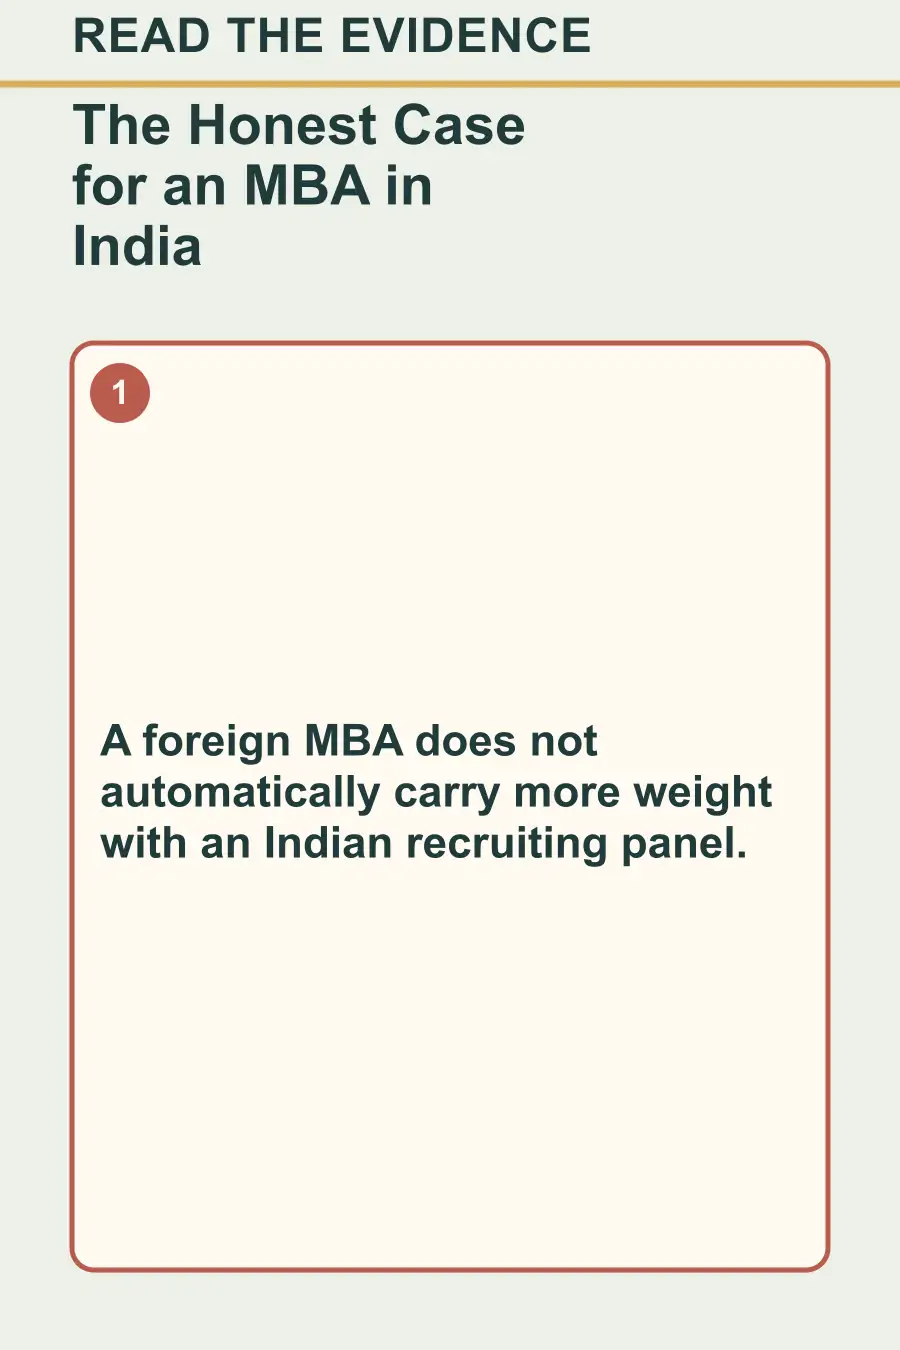 READ THE EVIDENCE
The Honest Case
for an MBA in
India
1
A foreign MBA does not
automatically carry more weight
with an Indian recruiting panel.